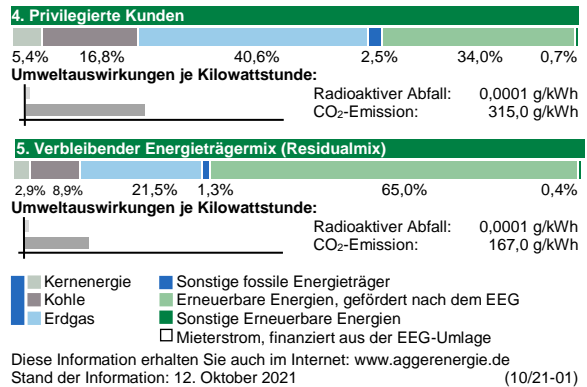 4. Privilegierte Kunden
5,4% 16,8% 40,6% 2,5% 34,0% 0,7%
Umweltauswirkungen je Kilowattstunde:
Radioaktiver Abfall: 0,0001 g/kWh
CO₂-Emission: 315,0 g/kWh
5. Verbleibender Energieträgermix (Residualmix)
2,9% 8,9% 21,5% 1,3% 65,0% 0,4%
Umweltauswirkungen je Kilowattstunde:
Radioaktiver Abfall: 0,0001 g/kWh
CO₂-Emission: 167,0 g/kWh
Kernenergie Sonstige fossile Energieträger
Kohle Erneuerbare Energien, gefördert nach dem EEG
Erdgas Sonstige Erneuerbare Energien
Mieterstrom, finanziert aus der EEG-Umlage
Diese Information erhalten Sie auch im Internet: www.aggerenergie.de
Stand der Information: 12. Oktober 2021 (10/21-01)